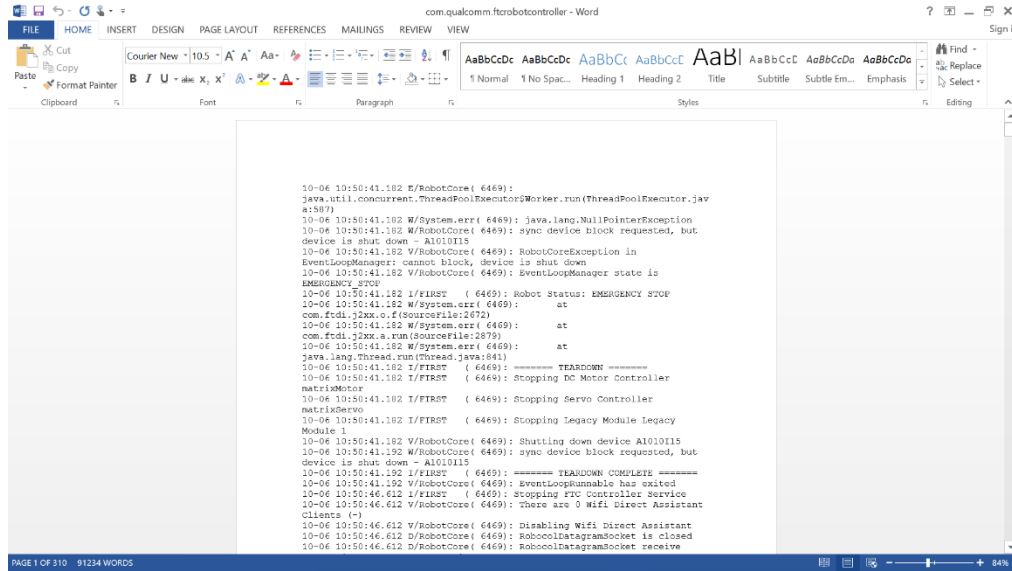 com.qualcomm.ftcrobotcontroller - Word
FILE HOME INSERT DESIGN PAGE LAYOUT REFERENCES MAILINGS REVIEW VIEW Sign i
Paste
Cut
Copy
Format Painter
Clipboard
Courier New 10.5 A A Aa
B I U abc X₂ X² A A
Font
Paragraph
AaBbCcDc AaBbCcDc AaBbCc AaBbCcC AaBl AaBbCcC AaBbCcDa AaBbCcDa
¶ Normal ¶ No Spac... Heading 1 Heading 2 Title Subtitle Subtle Em... Emphasis
Styles
Find
Replace
Select
Editing
10-06 10:50:41.182 E/RobotCore( 6469):
java.util.concurrent.ThreadPoolExecutor$Worker.run(ThreadPoolExecutor.jav
a:587)
10-06 10:50:41.182 W/System.err( 6469): java.lang.NullPointerException
10-06 10:50:41.182 W/RobotCore( 6469): sync device block requested, but
device is shut down - A1010I15
10-06 10:50:41.182 V/RobotCore( 6469): RobotCoreException in
EventLoopManager: cannot block, device is shut down
10-06 10:50:41.182 V/RobotCore( 6469): EventLoopManager state is
EMERGENCY_STOP
10-06 10:50:41.182 I/FIRST ( 6469): Robot Status: EMERGENCY STOP
10-06 10:50:41.182 W/System.err( 6469): at
com.ftdi.j2xx.o.f(SourceFile:2672)
10-06 10:50:41.182 W/System.err( 6469): at
com.ftdi.j2xx.a.run(SourceFile:2879)
10-06 10:50:41.182 W/System.err( 6469): at
java.lang.Thread.run(Thread.java:841)
10-06 10:50:41.182 I/FIRST ( 6469): ======= TEARDOWN =======
10-06 10:50:41.182 I/FIRST ( 6469): Stopping DC Motor Controller
matrixMotor
10-06 10:50:41.182 I/FIRST ( 6469): Stopping Servo Controller
matrixServo
10-06 10:50:41.182 I/FIRST ( 6469): Stopping Legacy Module Legacy
Module 1
10-06 10:50:41.182 V/RobotCore( 6469): Shutting down device A1010I15
10-06 10:50:41.192 W/RobotCore( 6469): sync device block requested, but
device is shut down - A1010I15
10-06 10:50:41.192 I/FIRST ( 6469): ======= TEARDOWN COMPLETE =======
10-06 10:50:41.192 V/RobotCore( 6469): EventLoopRunnable has exited
10-06 10:50:46.612 I/FIRST ( 6469): Stopping FTC Controller Service
10-06 10:50:46.612 V/RobotCore( 6469): There are 0 Wifi Direct Assistant
Clients (-)
10-06 10:50:46.612 V/RobotCore( 6469): Disabling Wifi Direct Assistant
10-06 10:50:46.612 D/RobotCore( 6469): RobocolDatagramSocket is closed
10-06 10:50:46.612 D/RobotCore( 6469): RobocolDatagramSocket receive
PAGE 1 OF 310 91234 WORDS 84%